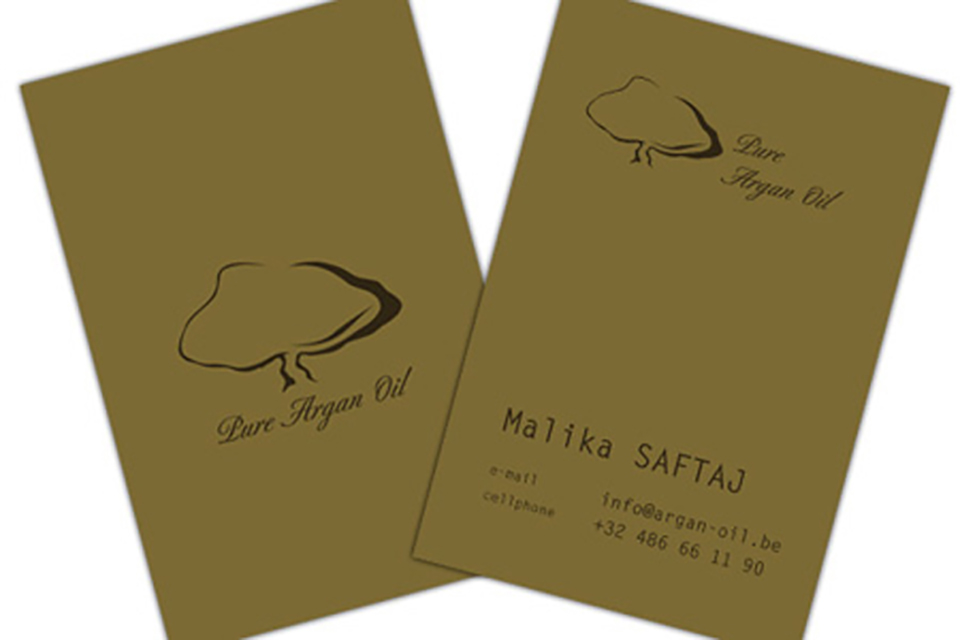 Pure Argan Oil
Pure
Argan Oil
Malika SAFTAJ
e-mail info@argan-oil.be
cellphone +32 486 66 11 90